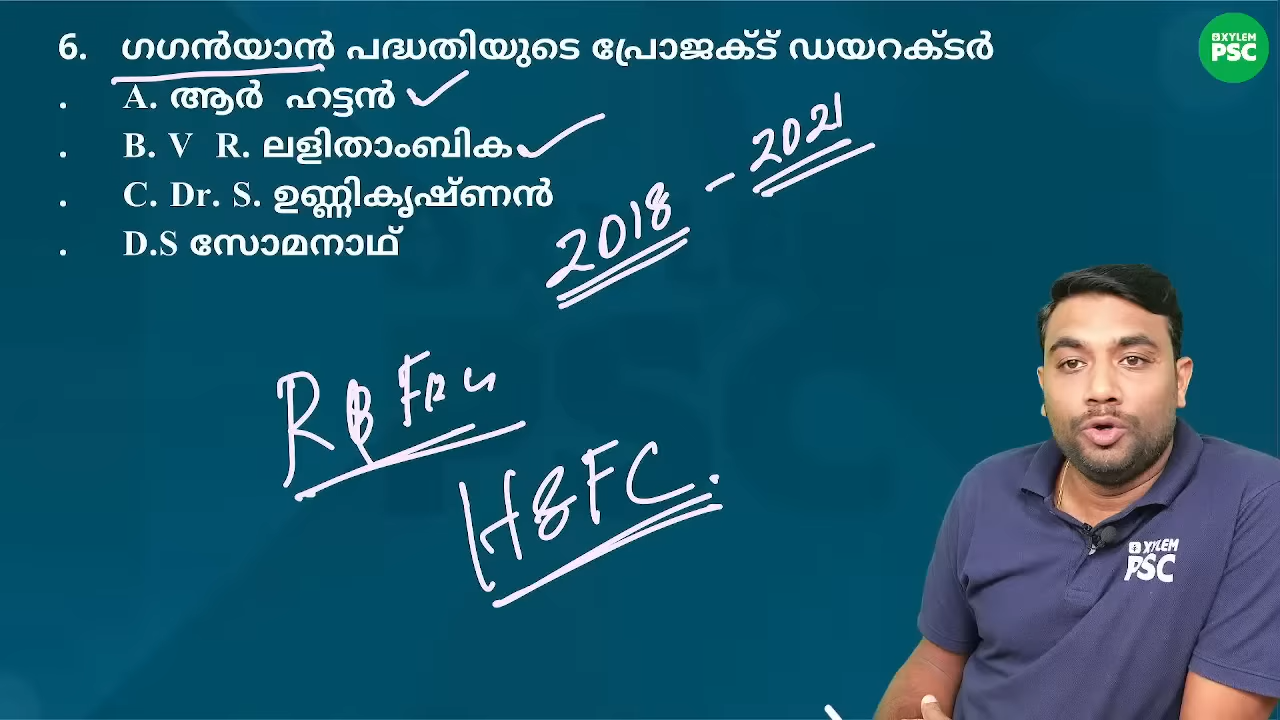 6. ഗഗൻയാൻ പദ്ധതിയുടെ പ്രോജക്ട് ഡയറക്ടർ
. A. ആർ ഹട്ടൻ
. B. V R. ലളിതാംബിക
. C. Dr. S. ഉണ്ണികൃഷ്ണൻ
. D.S സോമനാഥ്
XYLEM
PSC
2018 - 2021
HSFC.
XYLEM
PSC